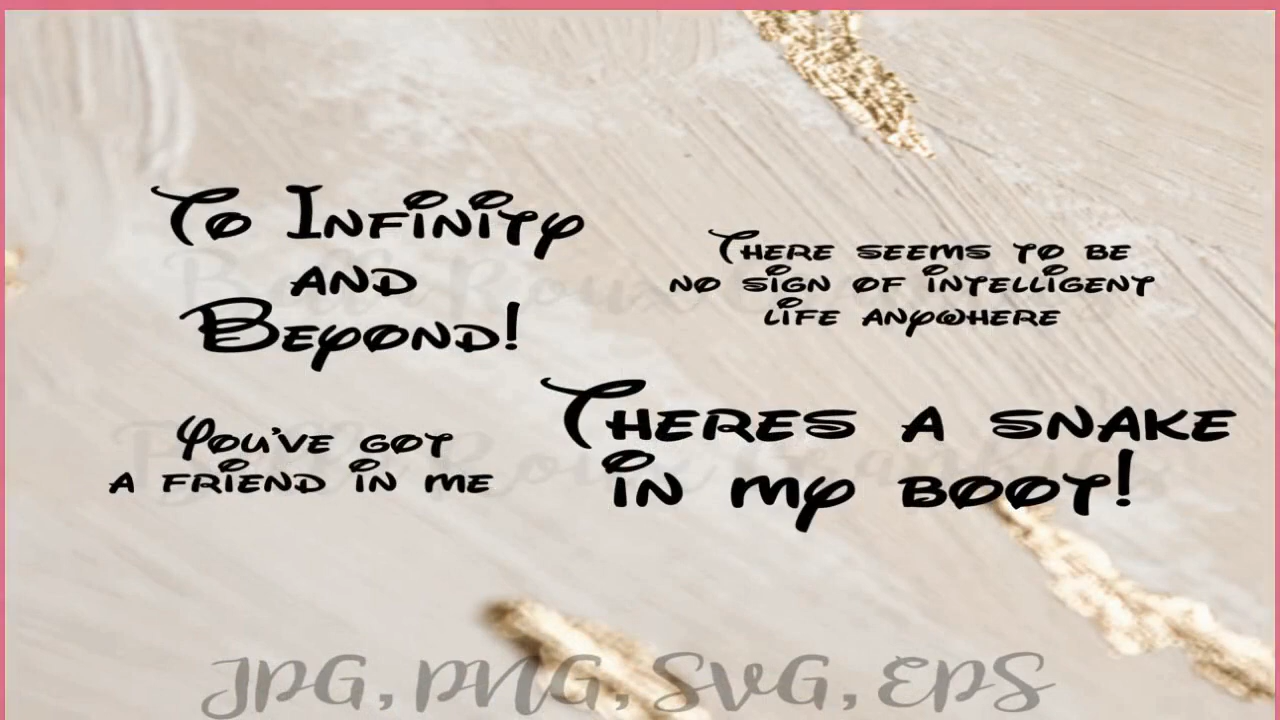 To Infinity
and
Beyond!
There seems to be
no sign of intelligent
life anywhere
You've got
a friend in me
Theres a snake
in my boot!
JPG, PNG, SVG, EPS